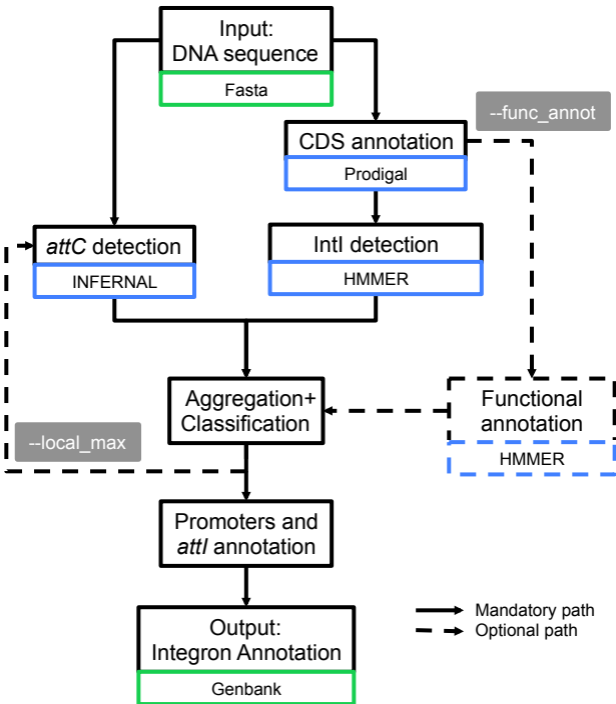 Input:
DNA sequence
Fasta
--func_annot
CDS annotation
Prodigal
attC detection
INFERNAL
IntI detection
HMMER
Aggregation+
Classification
Functional
annotation
HMMER
--local_max
Promoters and
attI annotation
Output:
Integron Annotation
Genbank
Mandatory path
Optional path